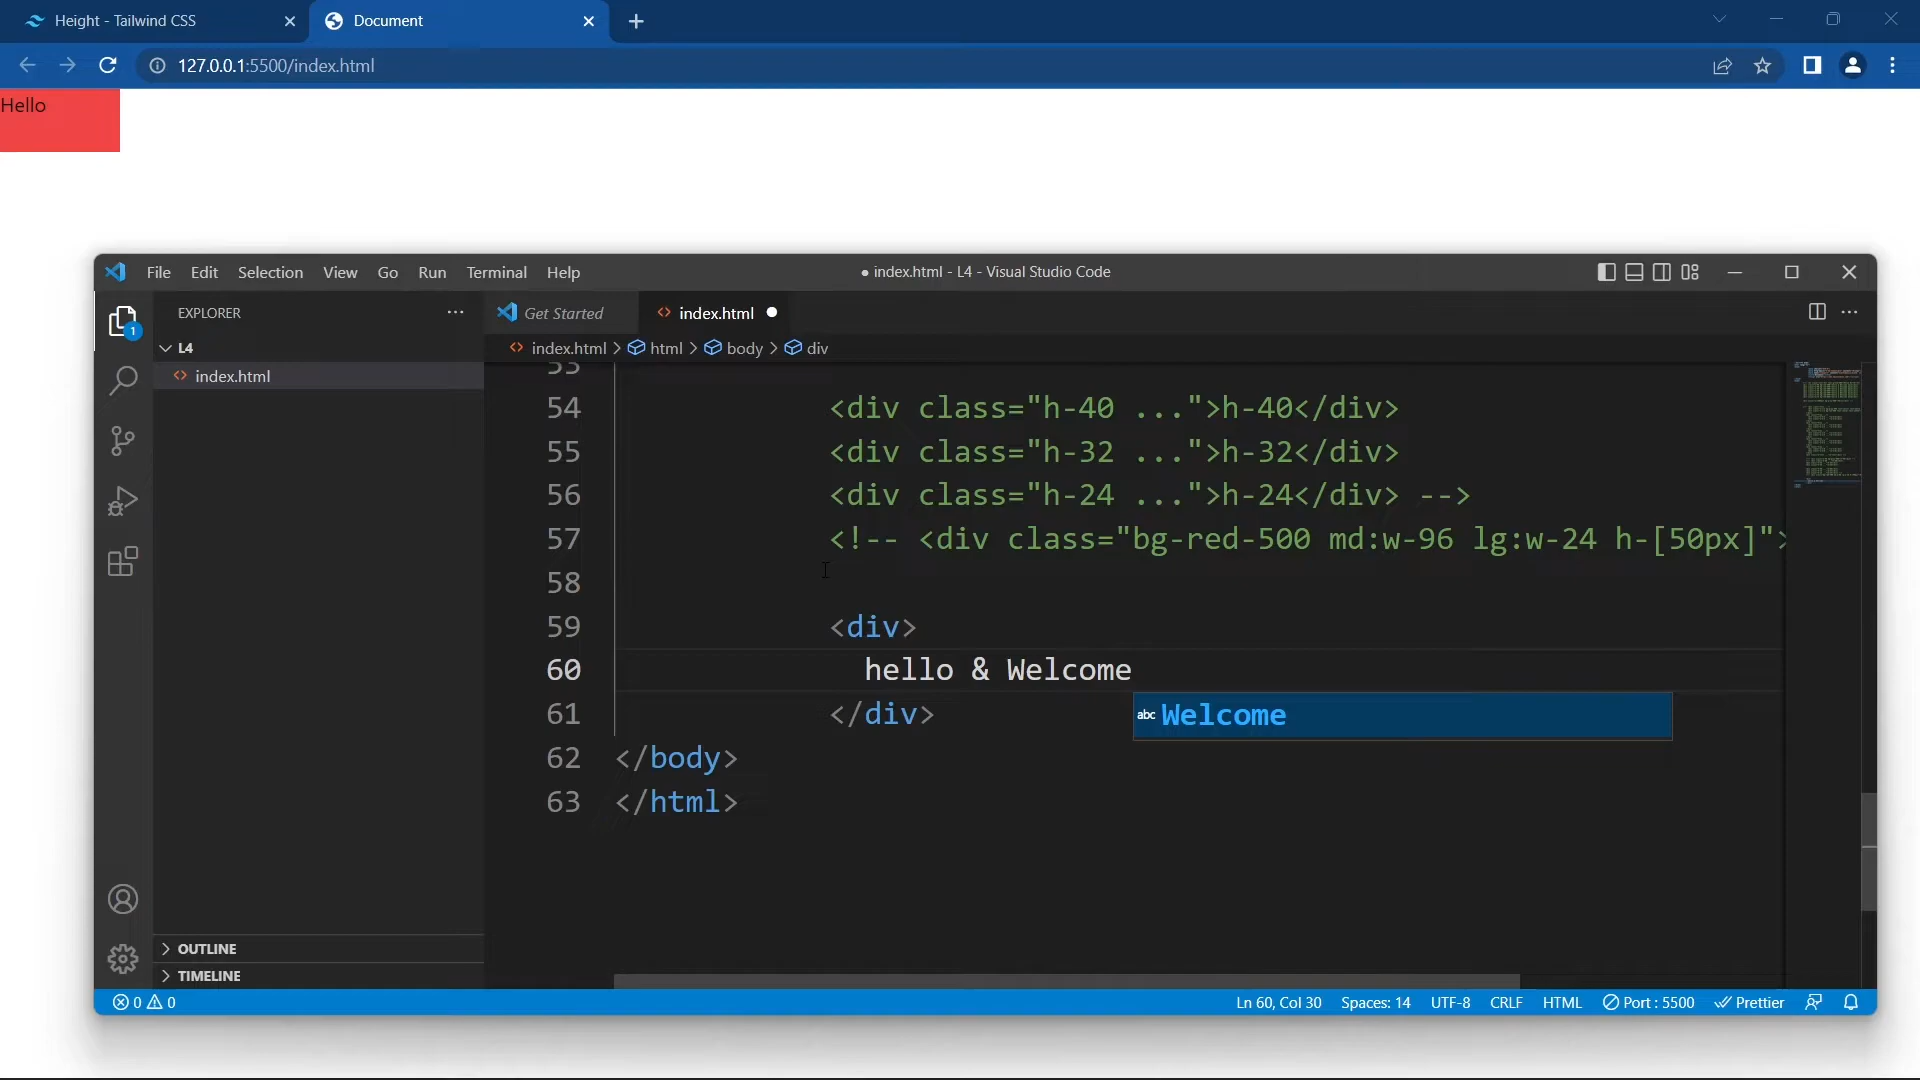 Height - Tailwind CSS
Document
127.0.0.1:5500/index.html
Hello
File Edit Selection View Go Run Terminal Help
● index.html - L4 - Visual Studio Code
EXPLORER
Get Started
index.html
1
L4
index.html > html > body > div
index.html
53
54 <div class="h-40 ...">h-40</div>
55 <div class="h-32 ...">h-32</div>
56 <div class="h-24 ...">h-24</div> -->
57 <!-- <div class="bg-red-500 md:w-96 lg:w-24 h-[50px]">
58
59 <div>
60 hello & Welcome
61 </div>
abc Welcome
62 </body>
63 </html>
OUTLINE
TIMELINE
0 0 Ln 60, Col 30 Spaces: 14 UTF-8 CRLF HTML Port : 5500 Prettier